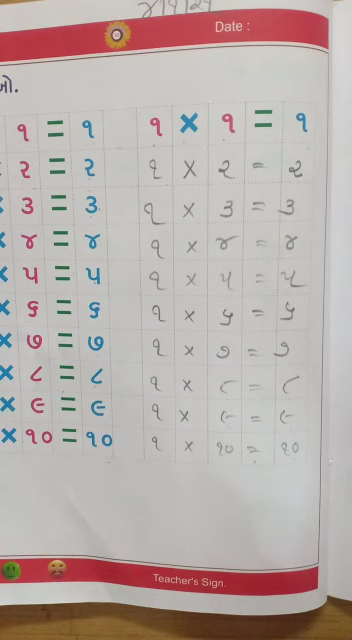 Date :
ઓ.
૧ = ૧ ૧ × ૧ = ૧
૨ = ૨ ૧ × ૨ = ૨
× ૩ = ૩ ૧ × ૩ = ૩
× ૪ = ૪ ૧ × ૪ = ૪
× ૫ = ૫ ૧ × ૫ = ૫
× ૬ = ૬ ૧ × ૬ = ૬
× ૭ = ૭ ૧ × ૭ = ૭
× ૮ = ૮ ૧ × ૮ = ૮
× ૯ = ૯ ૧ × ૯ = ૯
× ૧૦ = ૧૦ ૧ × ૧૦ = ૧૦
Teacher's Sign.